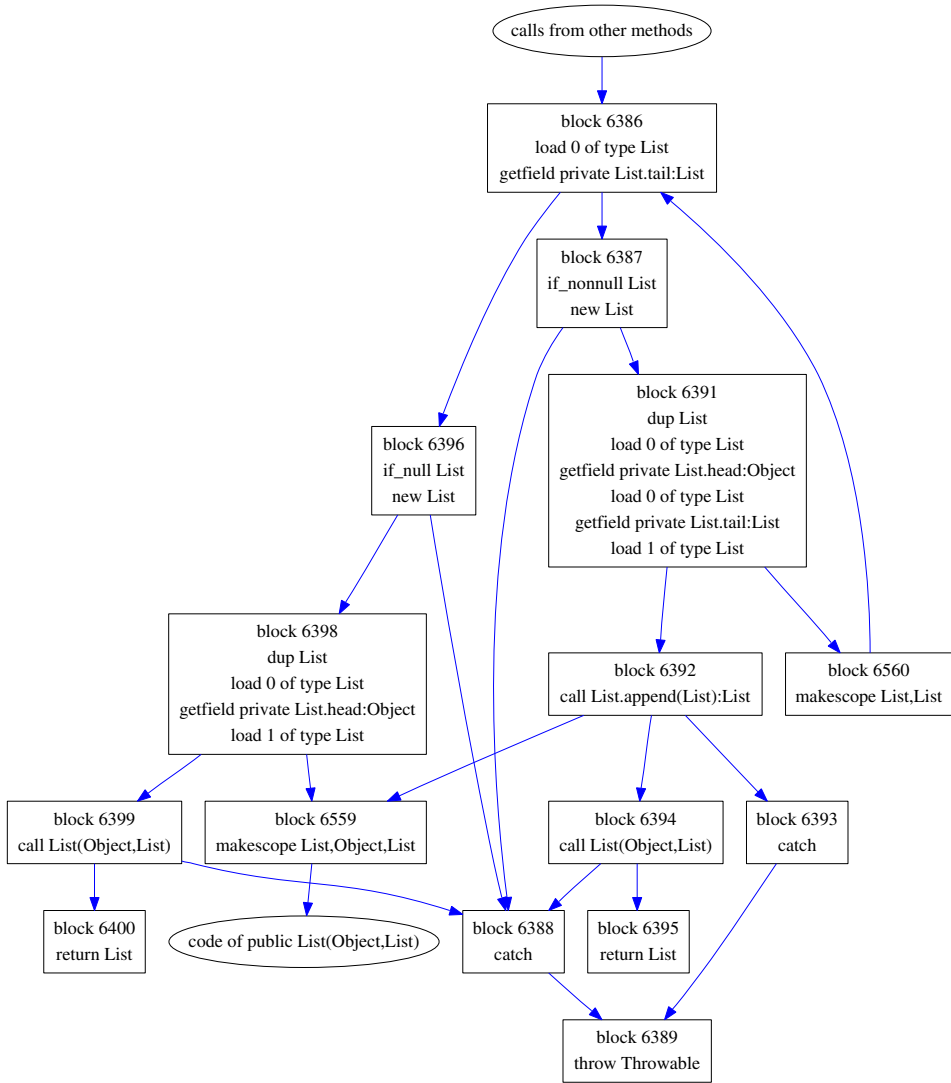 calls from other methods
block 6386
load 0 of type List
getfield private List.tail:List
block 6387
if_nonnull List
new List
block 6391
dup List
load 0 of type List
getfield private List.head:Object
load 0 of type List
getfield private List.tail:List
load 1 of type List
block 6396
if_null List
new List
block 6398
dup List
load 0 of type List
getfield private List.head:Object
load 1 of type List
block 6392
call List.append(List):List
block 6560
makescope List,List
block 6399
call List(Object,List)
block 6559
makescope List,Object,List
block 6394
call List(Object,List)
block 6393
catch
block 6400
return List
code of public List(Object,List)
block 6388
catch
block 6395
return List
block 6389
throw Throwable